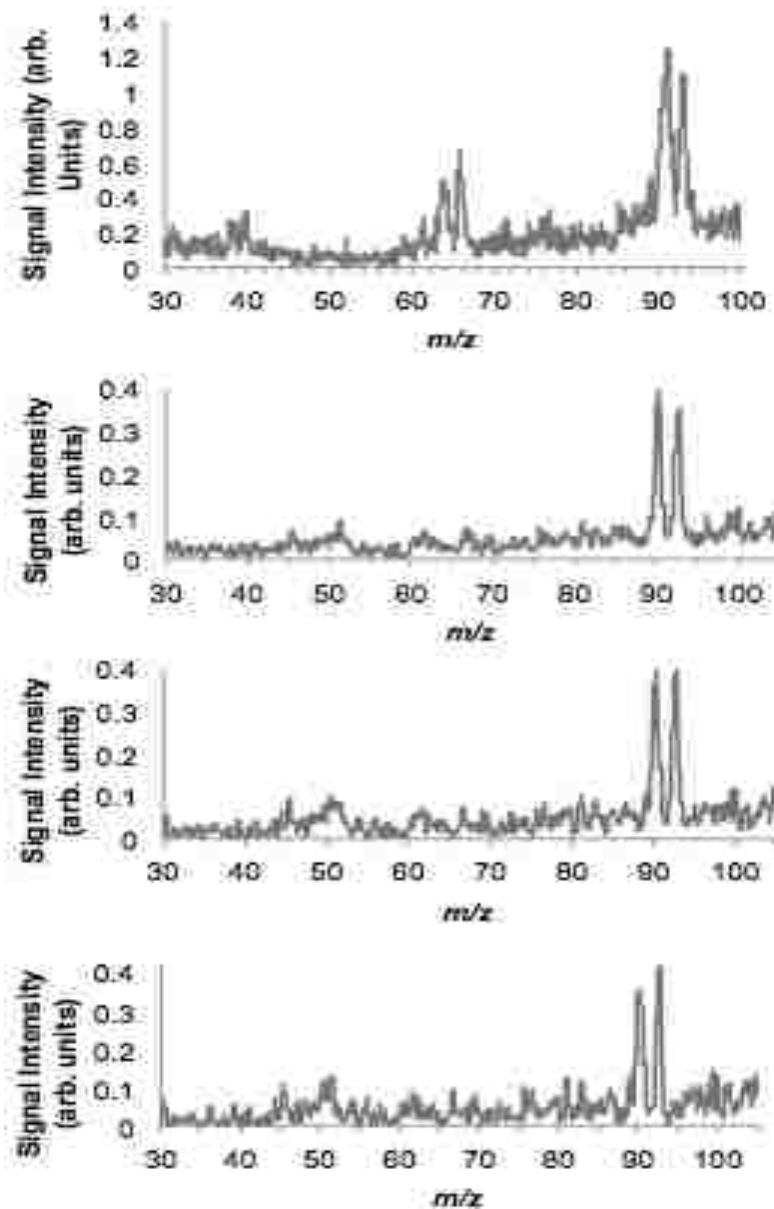 Signal Intensity (arb.
Units)
1.4
1.2
1
0.8
0.6
0.4
0.2
0
30 40 50 60 70 80 90 100
m/z
Signal Intensity
(arb. units)
0.4
0.3
0.2
0.1
0
30 40 50 60 70 80 90 100
m/z
Signal Intensity
(arb. units)
0.4
0.3
0.2
0.1
0
30 40 50 60 70 80 90 100
m/z
Signal Intensity
(arb. units)
0.4
0.3
0.2
0.1
0
30 40 50 60 70 80 90 100
m/z